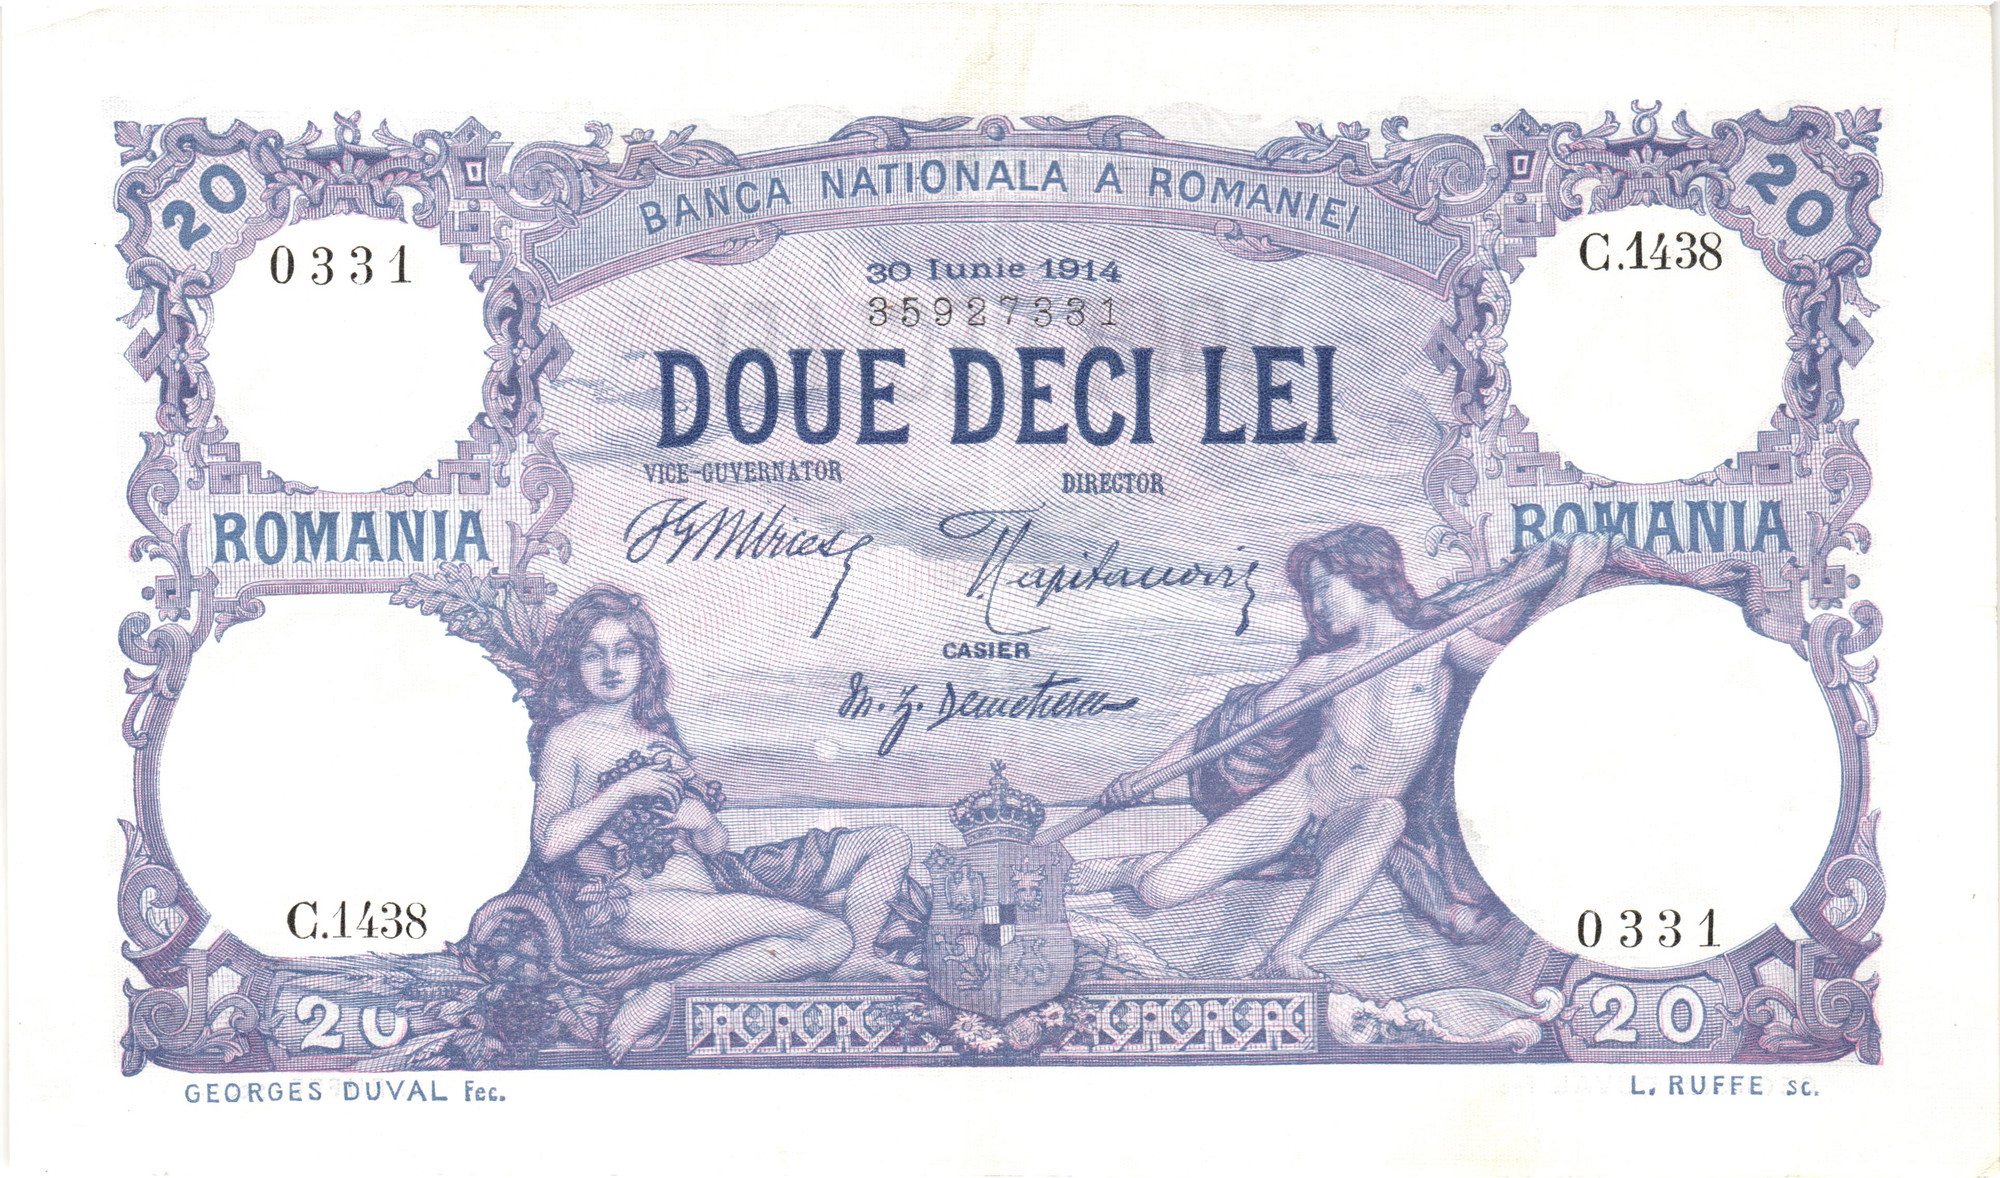 20
20
BANCA NATIONALA A ROMANIEI
0331
C.1438
30 Iunie 1914
35927331
DOUE DECI LEI
VICE-GUVERNATOR
DIRECTOR
ROMANIA
ROMANIA
CASIER
M. Z. Demetrescu
C.1438
0331
20
20
GEORGES DUVAL Fec.
L. RUFFE sc.